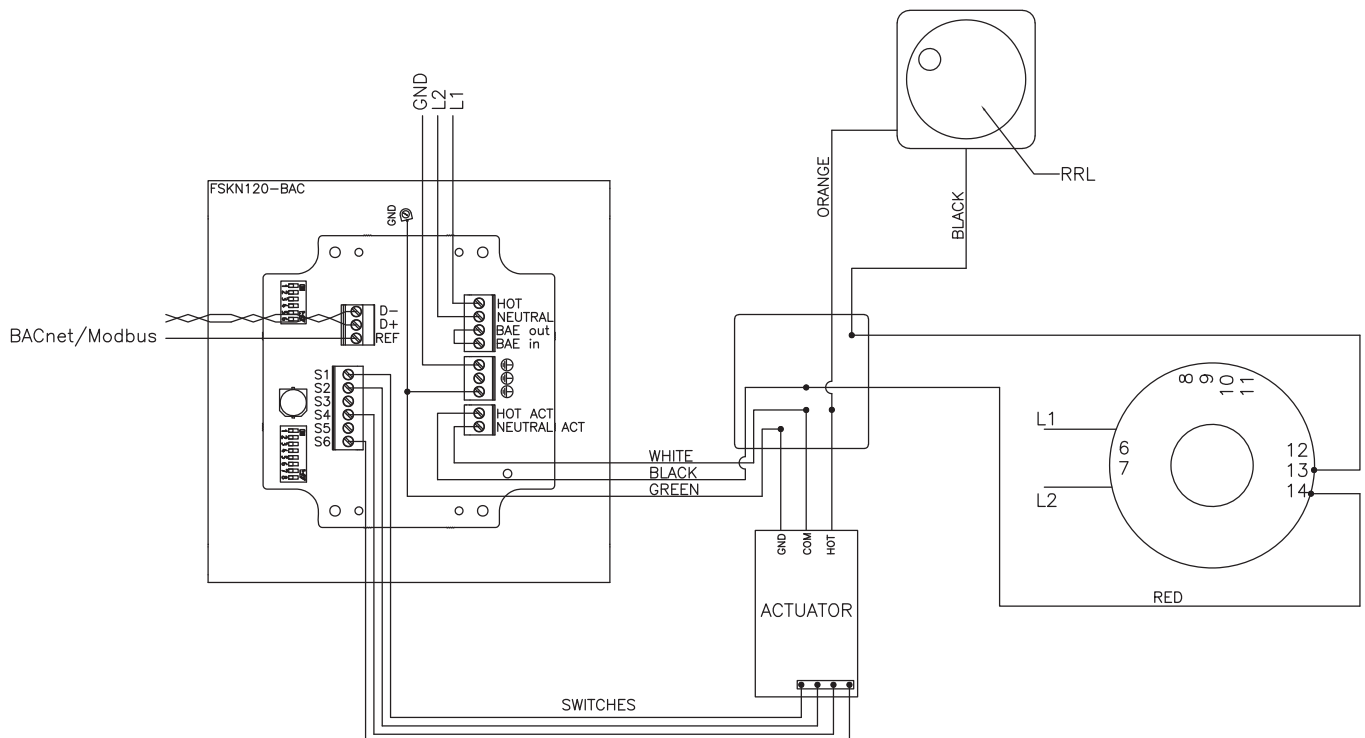 GND
L2
L1
FSKN120-BAC
GND
ORANGE
BLACK
RRL
D-
D+
REF
BACnet/Modbus
HOT
NEUTRAL
BAE out
BAE in
S1
S2
S3
S4
S5
S6
HOT ACT
NEUTRAL ACT
WHITE
BLACK
GREEN
GND
COM
HOT
ACTUATOR
SWITCHES
L1
L2
6
7
8
9
10
11
12
13
14
RED